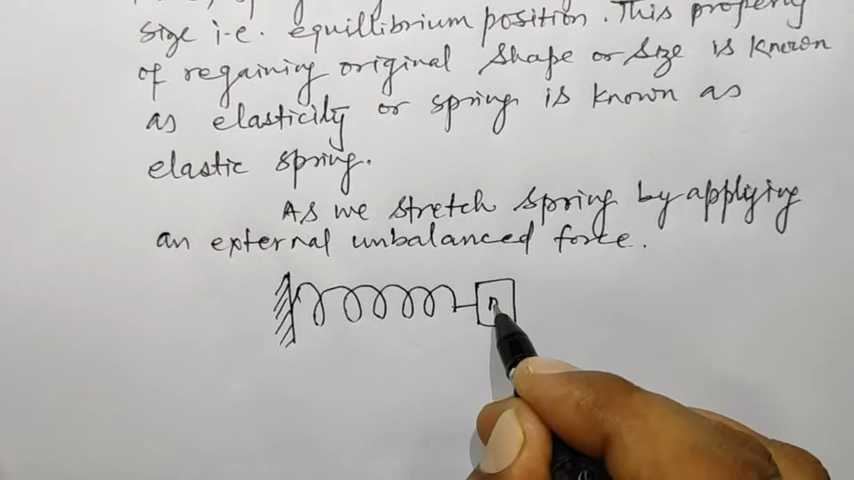 size i.e. equillibrium position. This property
of regaining original shape or size is known
as elasticity or spring is known as
elastic spring.
As we stretch spring by applying
an external unbalanced force.